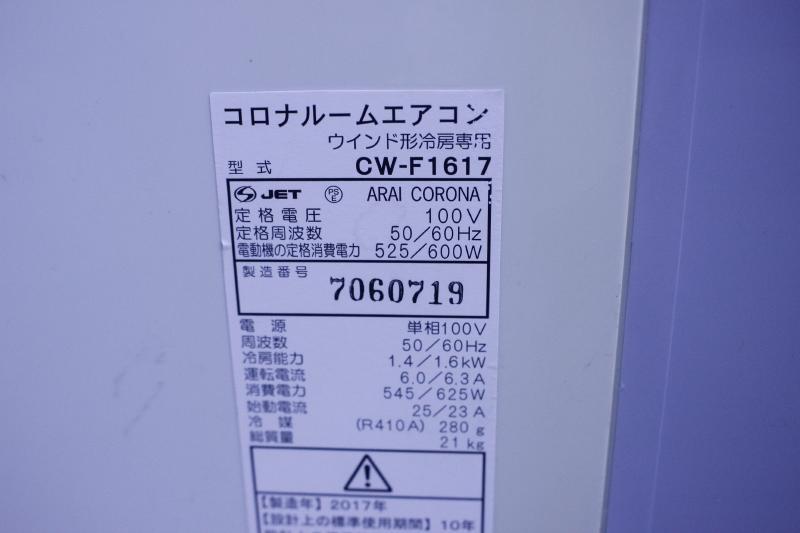 コロナルームエアコン
ウインド形冷房専用
型式 CW-F1617
JET PSE ARAI CORONA
定格電圧 100V
定格周波数 50/60Hz
電動機の定格消費電力 525/600W
製造番号 7060719
電源 単相100V
周波数 50/60Hz
冷房能力 1.4/1.6kW
運転電流 6.0/6.3A
消費電力 545/625W
始動電流 25/23A
冷媒 (R410A) 280g
総質量 21kg
【製造年】2017年
【設計上の標準使用期間】10年